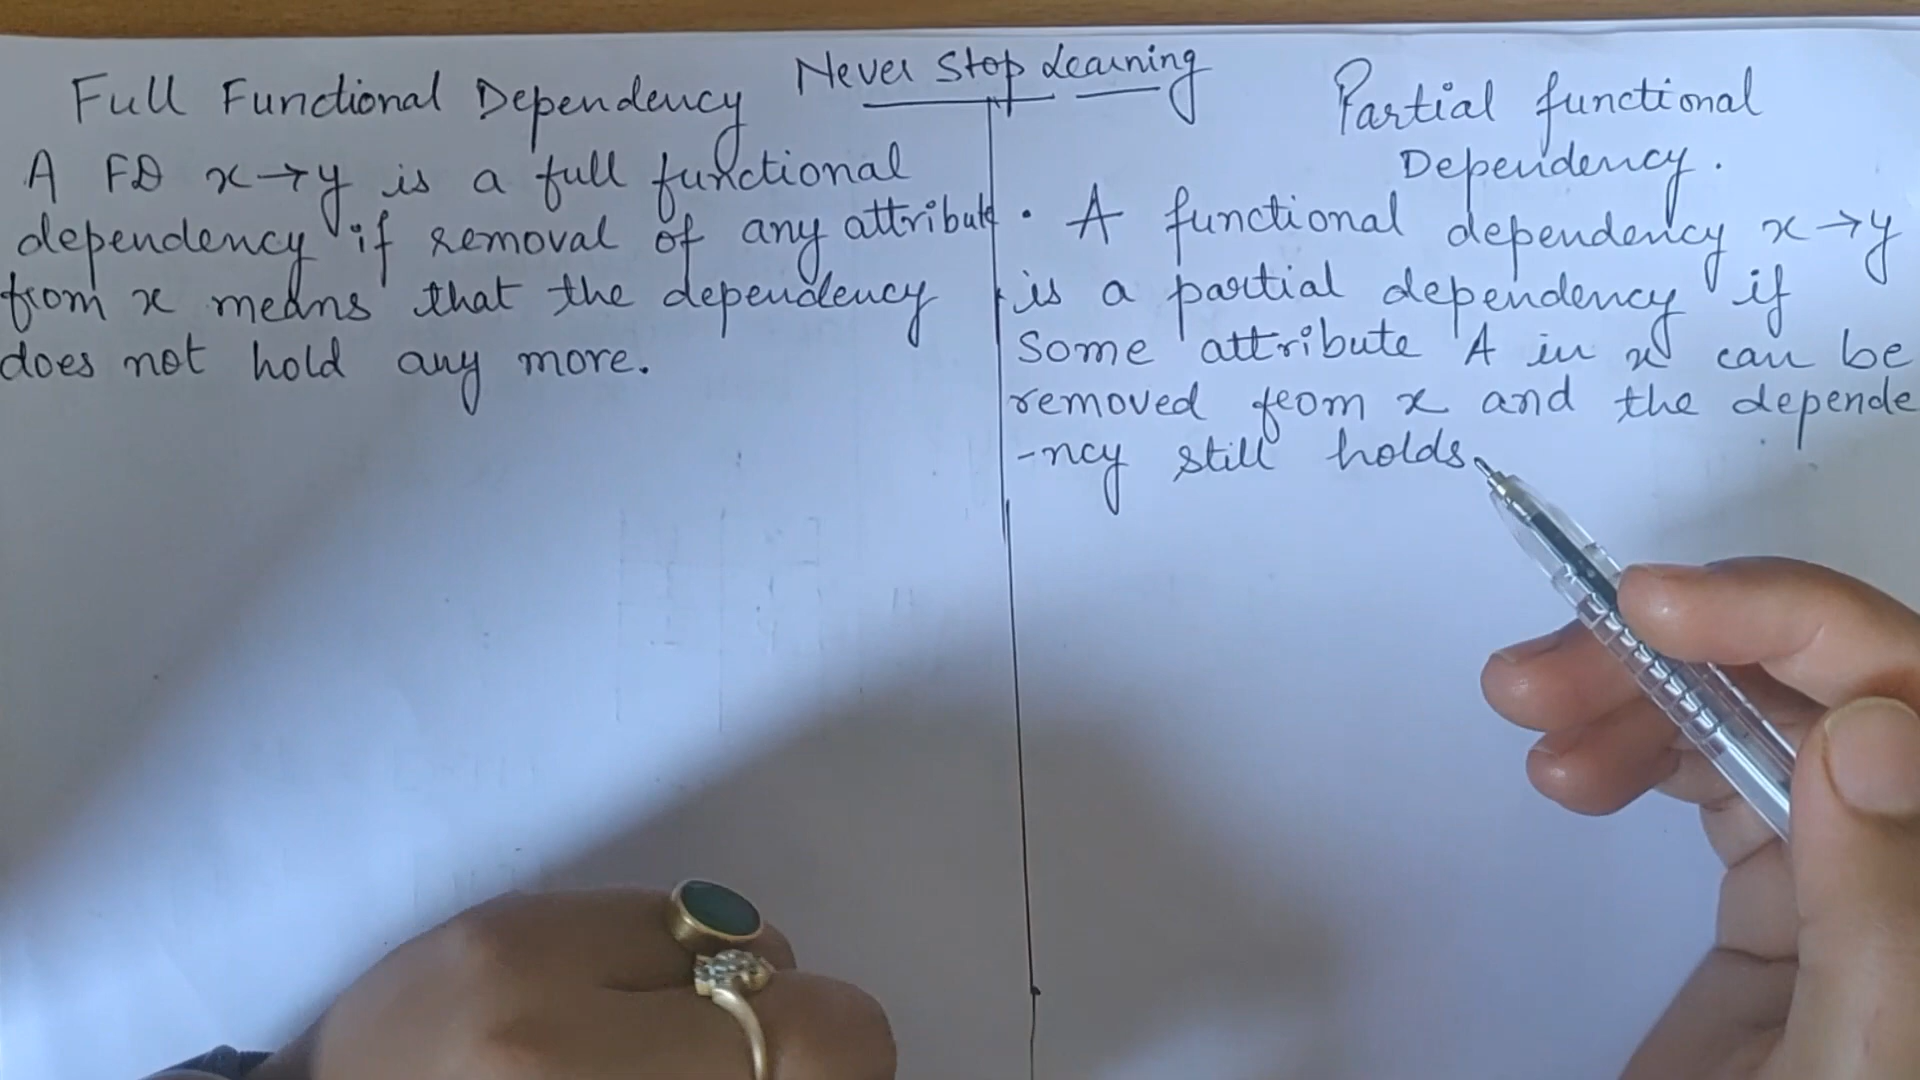 Never Stop Learning
Full Functional Dependency
A FD x→y is a full functional
dependency if removal of any attribute
from x means that the dependency
does not hold any more.
Partial functional
Dependency.
· A functional dependency x→y
is a partial dependency if
Some attribute A in x can be
removed from x and the depende
-ncy still holds.